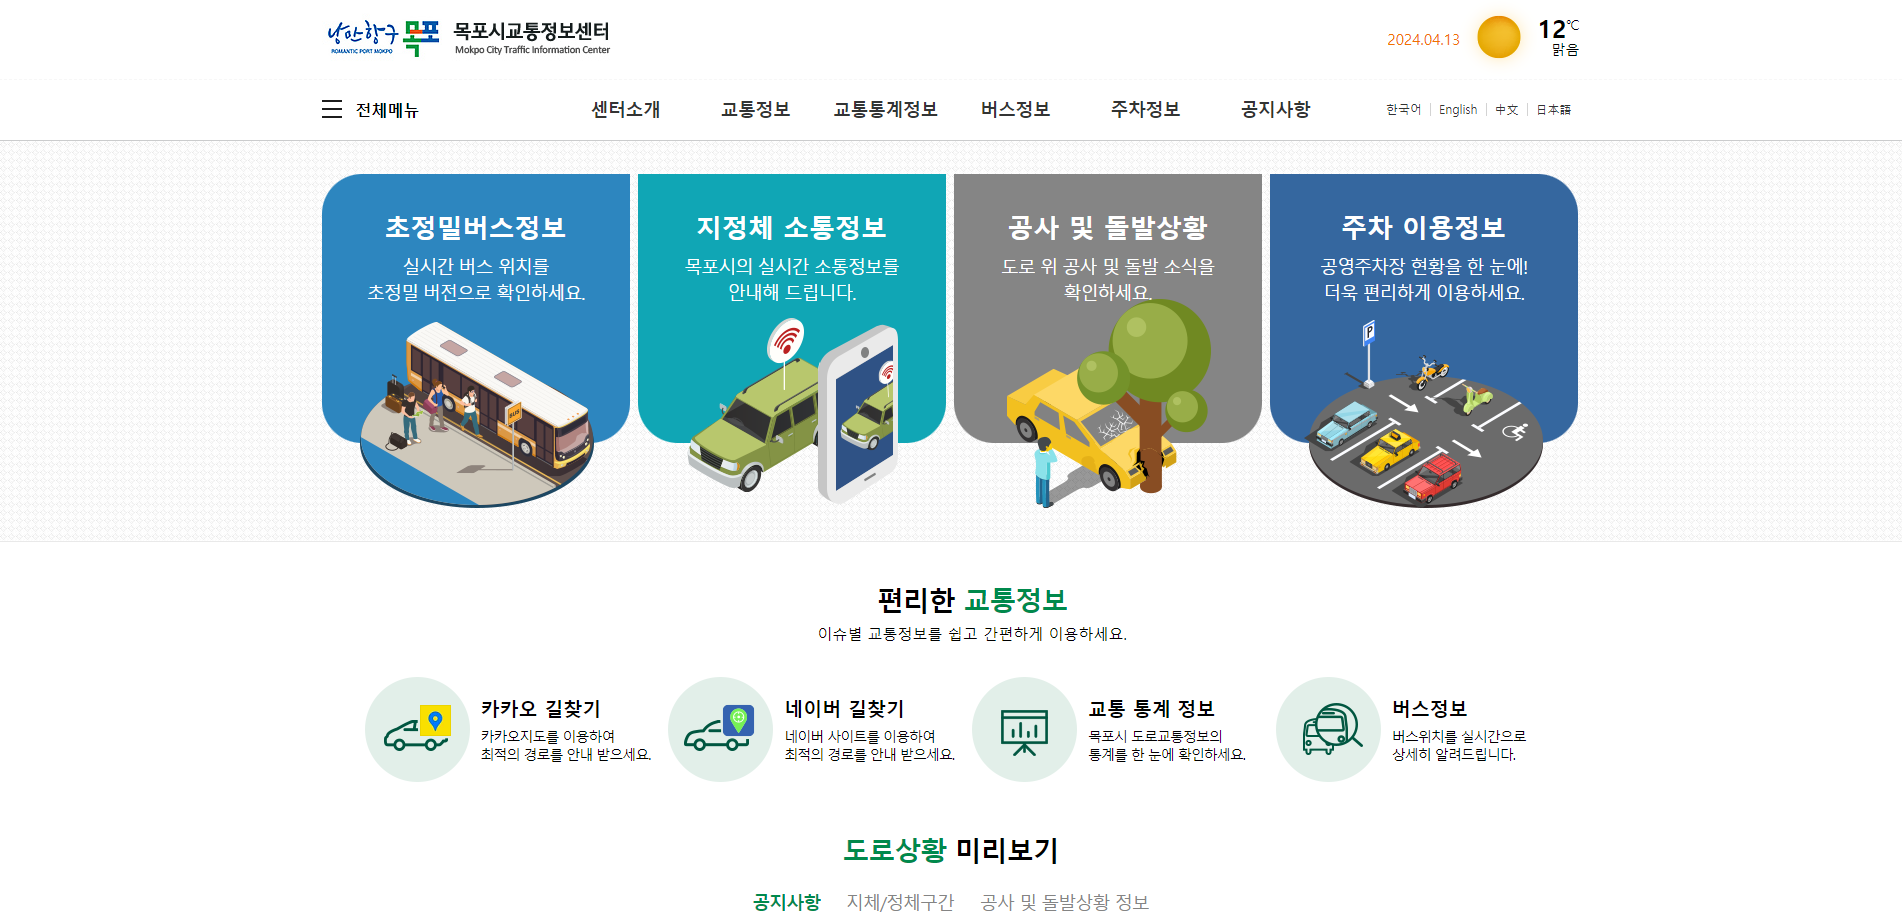 낭만항구 목포
ROMANTIC PORT MOKPO
목포시교통정보센터
Mokpo City Traffic Information Center
2024.04.13
12℃
맑음
전체메뉴
센터소개 교통정보 교통통계정보 버스정보 주차정보 공지사항
한국어 English 中文 日本語
초정밀버스정보
실시간 버스 위치를
초정밀 버전으로 확인하세요.
BUS
지정체 소통정보
목포시의 실시간 소통정보를
안내해 드립니다.
공사 및 돌발상황
도로 위 공사 및 돌발 소식을
확인하세요.
주차 이용정보
공영주차장 현황을 한 눈에!
더욱 편리하게 이용하세요.
P
편리한 교통정보
이슈별 교통정보를 쉽고 간편하게 이용하세요.
카카오 길찾기
카카오지도를 이용하여
최적의 경로를 안내 받으세요.
네이버 길찾기
네이버 사이트를 이용하여
최적의 경로를 안내 받으세요.
교통 통계 정보
목포시 도로교통정보의
통계를 한 눈에 확인하세요.
버스정보
버스위치를 실시간으로
상세히 알려드립니다.
도로상황 미리보기
공지사항 지체/정체구간 공사 및 돌발상황 정보